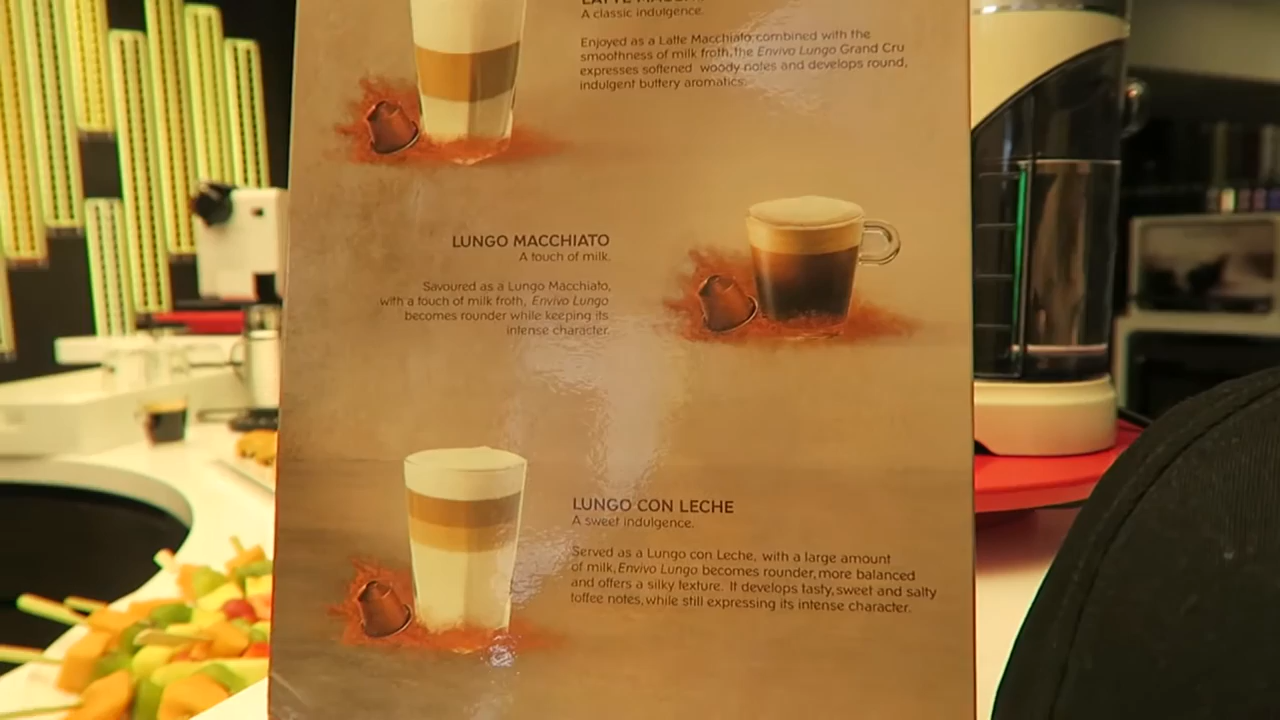 LATTE MACCHIATO
A classic indulgence.
Enjoyed as a Latte Macchiato, combined with the
smoothness of milk froth, the Envivo Lungo Grand Cru
expresses softened woody notes and develops round,
indulgent buttery aromatics.
LUNGO MACCHIATO
A touch of milk.
Savoured as a Lungo Macchiato,
with a touch of milk froth, Envivo Lungo
becomes rounder while keeping its
intense character.
LUNGO CON LECHE
A sweet indulgence.
Served as a Lungo con Leche, with a large amount
of milk, Envivo Lungo becomes rounder, more balanced
and offers a silky texture. It develops tasty, sweet and salty
toffee notes, while still expressing its intense character.